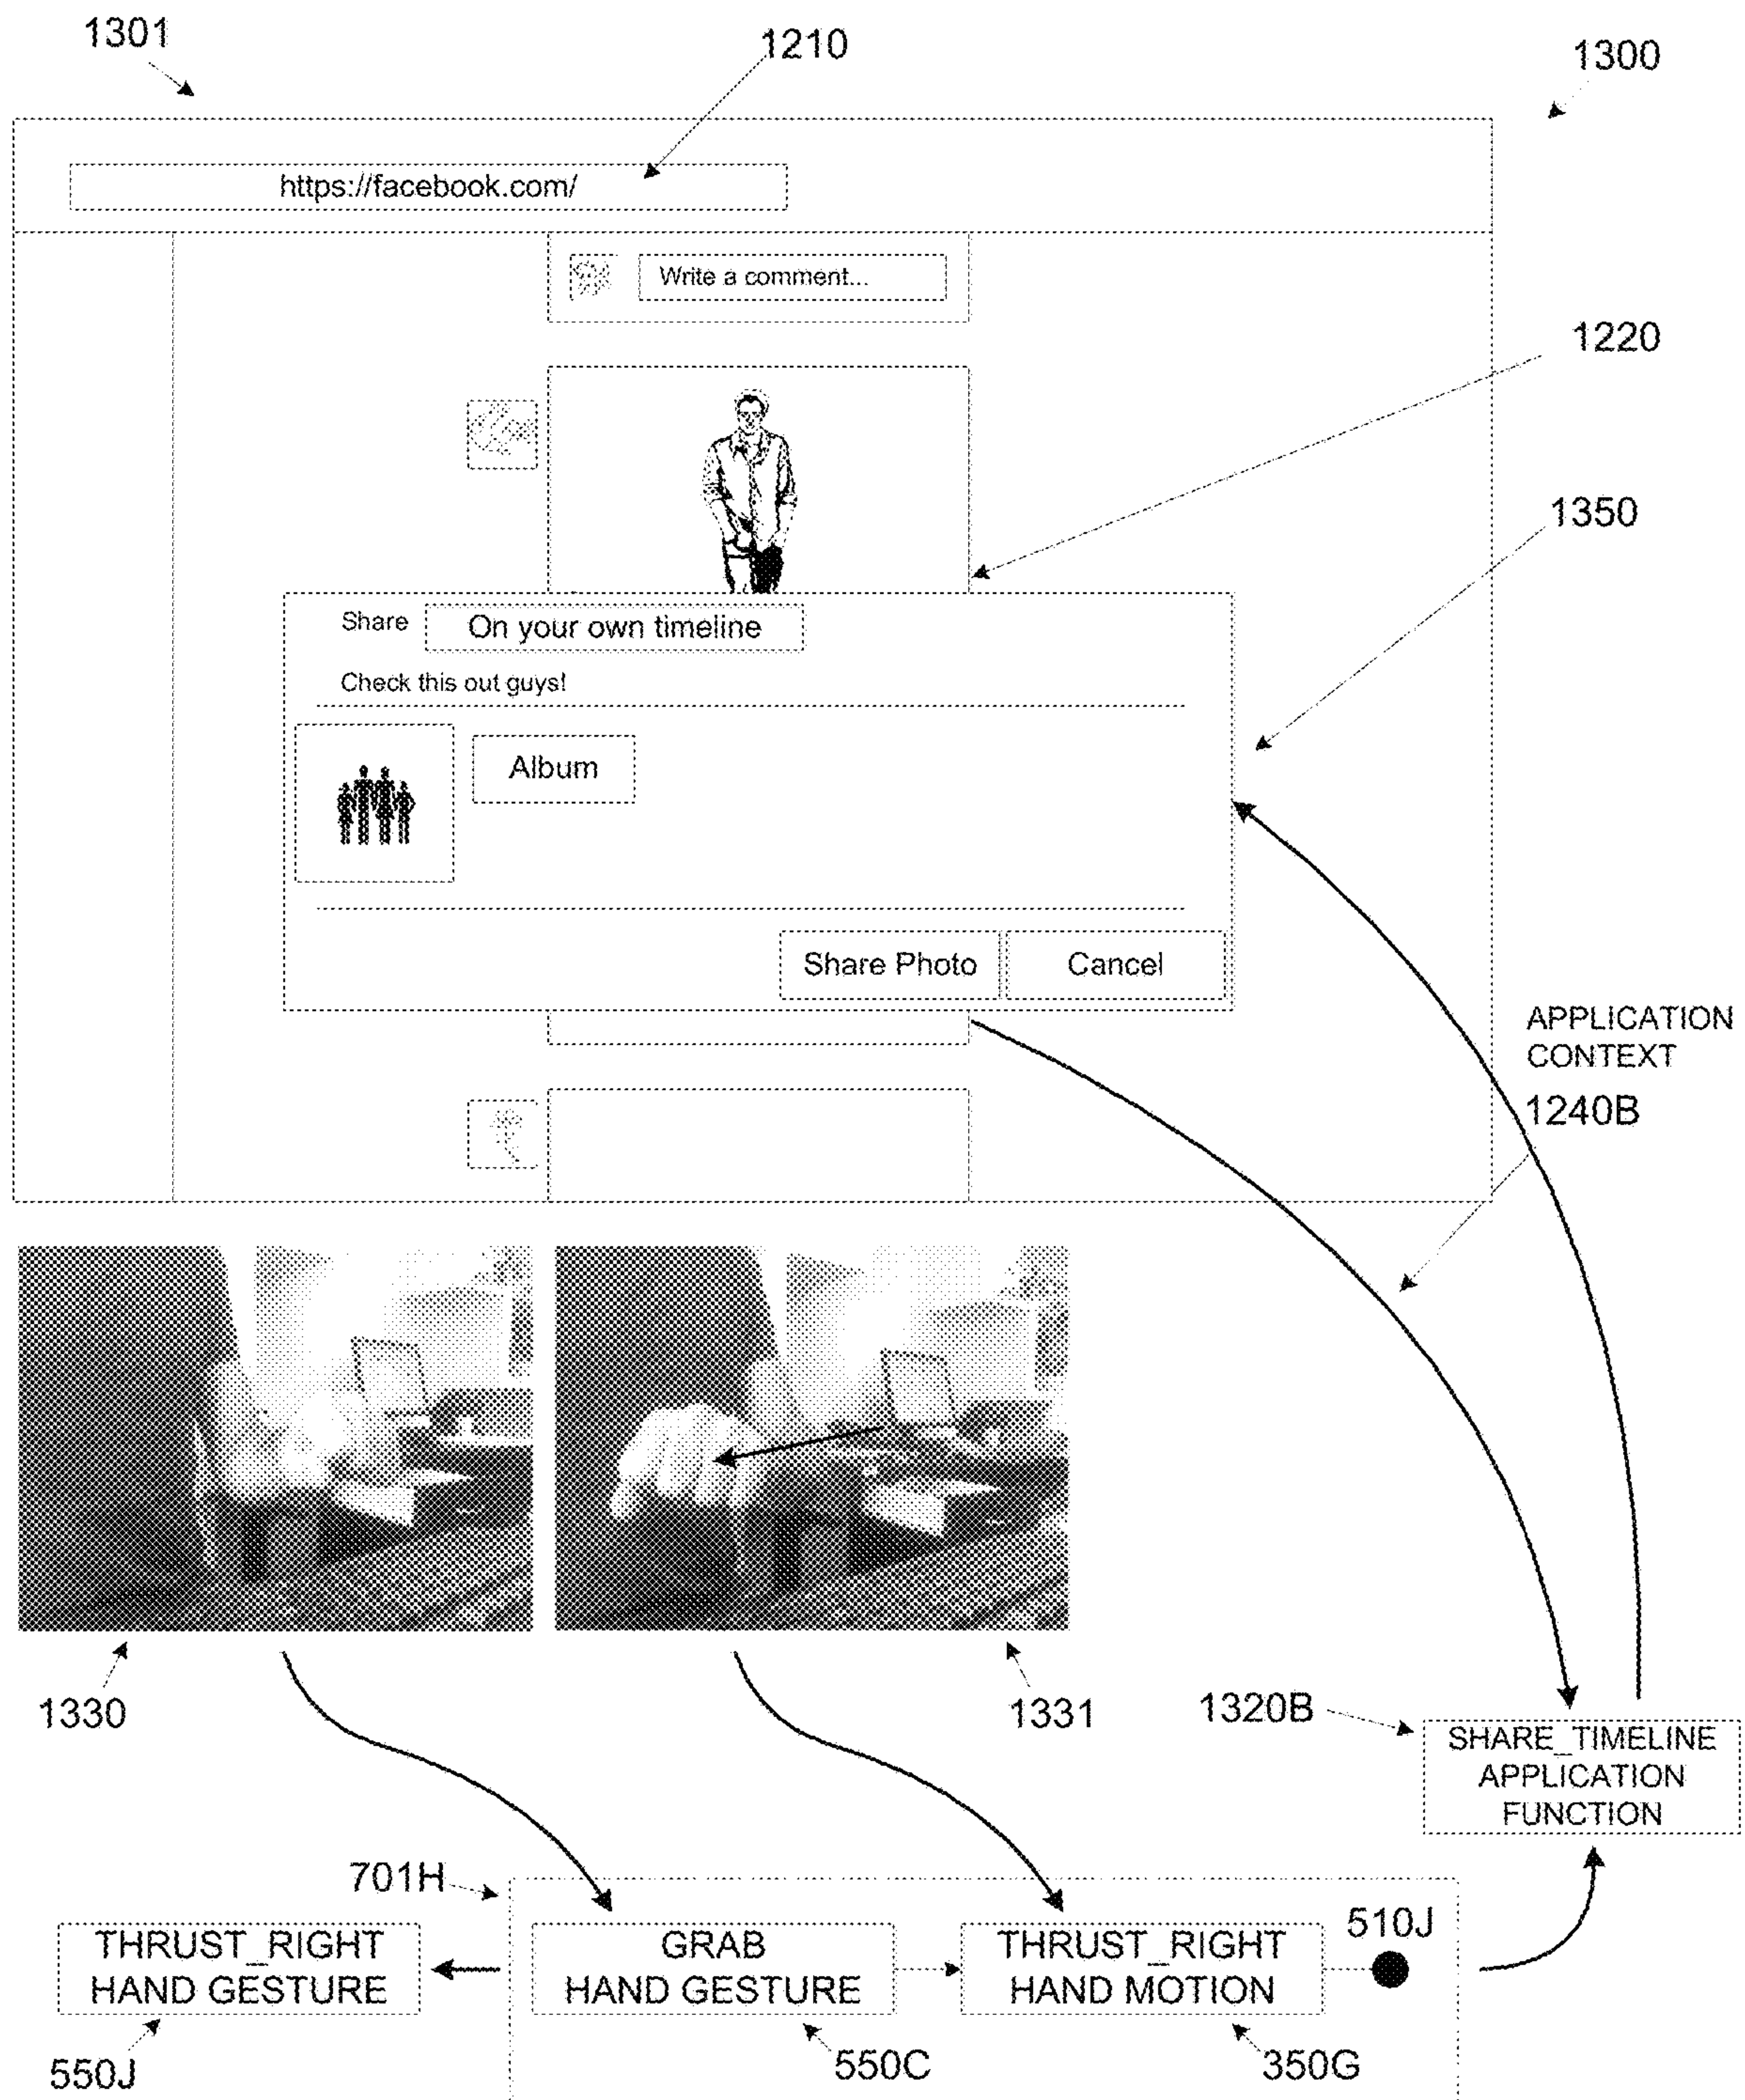 1301
1210
1300
https://facebook.com/
Write a comment...
1220
1350
Share
On your own timeline
Check this out guys!
Album
Share Photo
Cancel
APPLICATION
CONTEXT
1240B
1330
1331
1320B
SHARE_TIMELINE
APPLICATION
FUNCTION
701H
510J
THRUST_RIGHT
HAND GESTURE
GRAB
HAND GESTURE
THRUST_RIGHT
HAND MOTION
550J
550C
350G